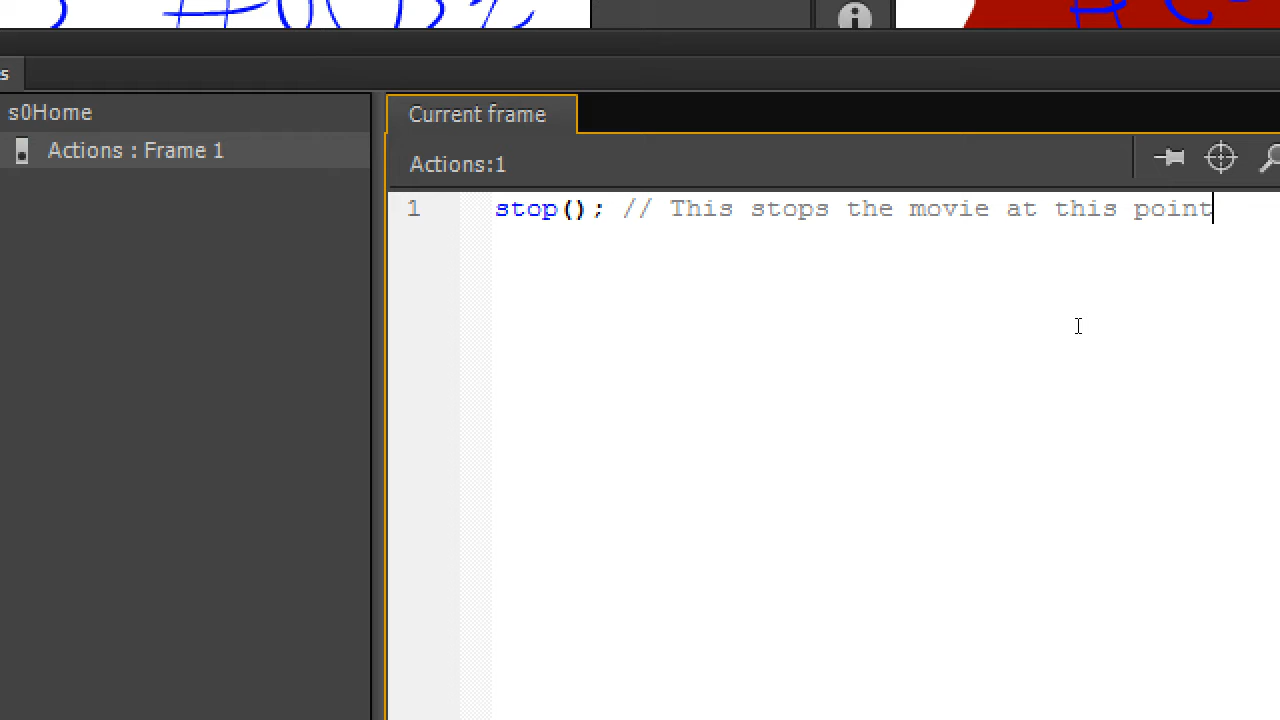 s
s0Home
Current frame
Actions : Frame 1
Actions:1
1 stop(); // This stops the movie at this point